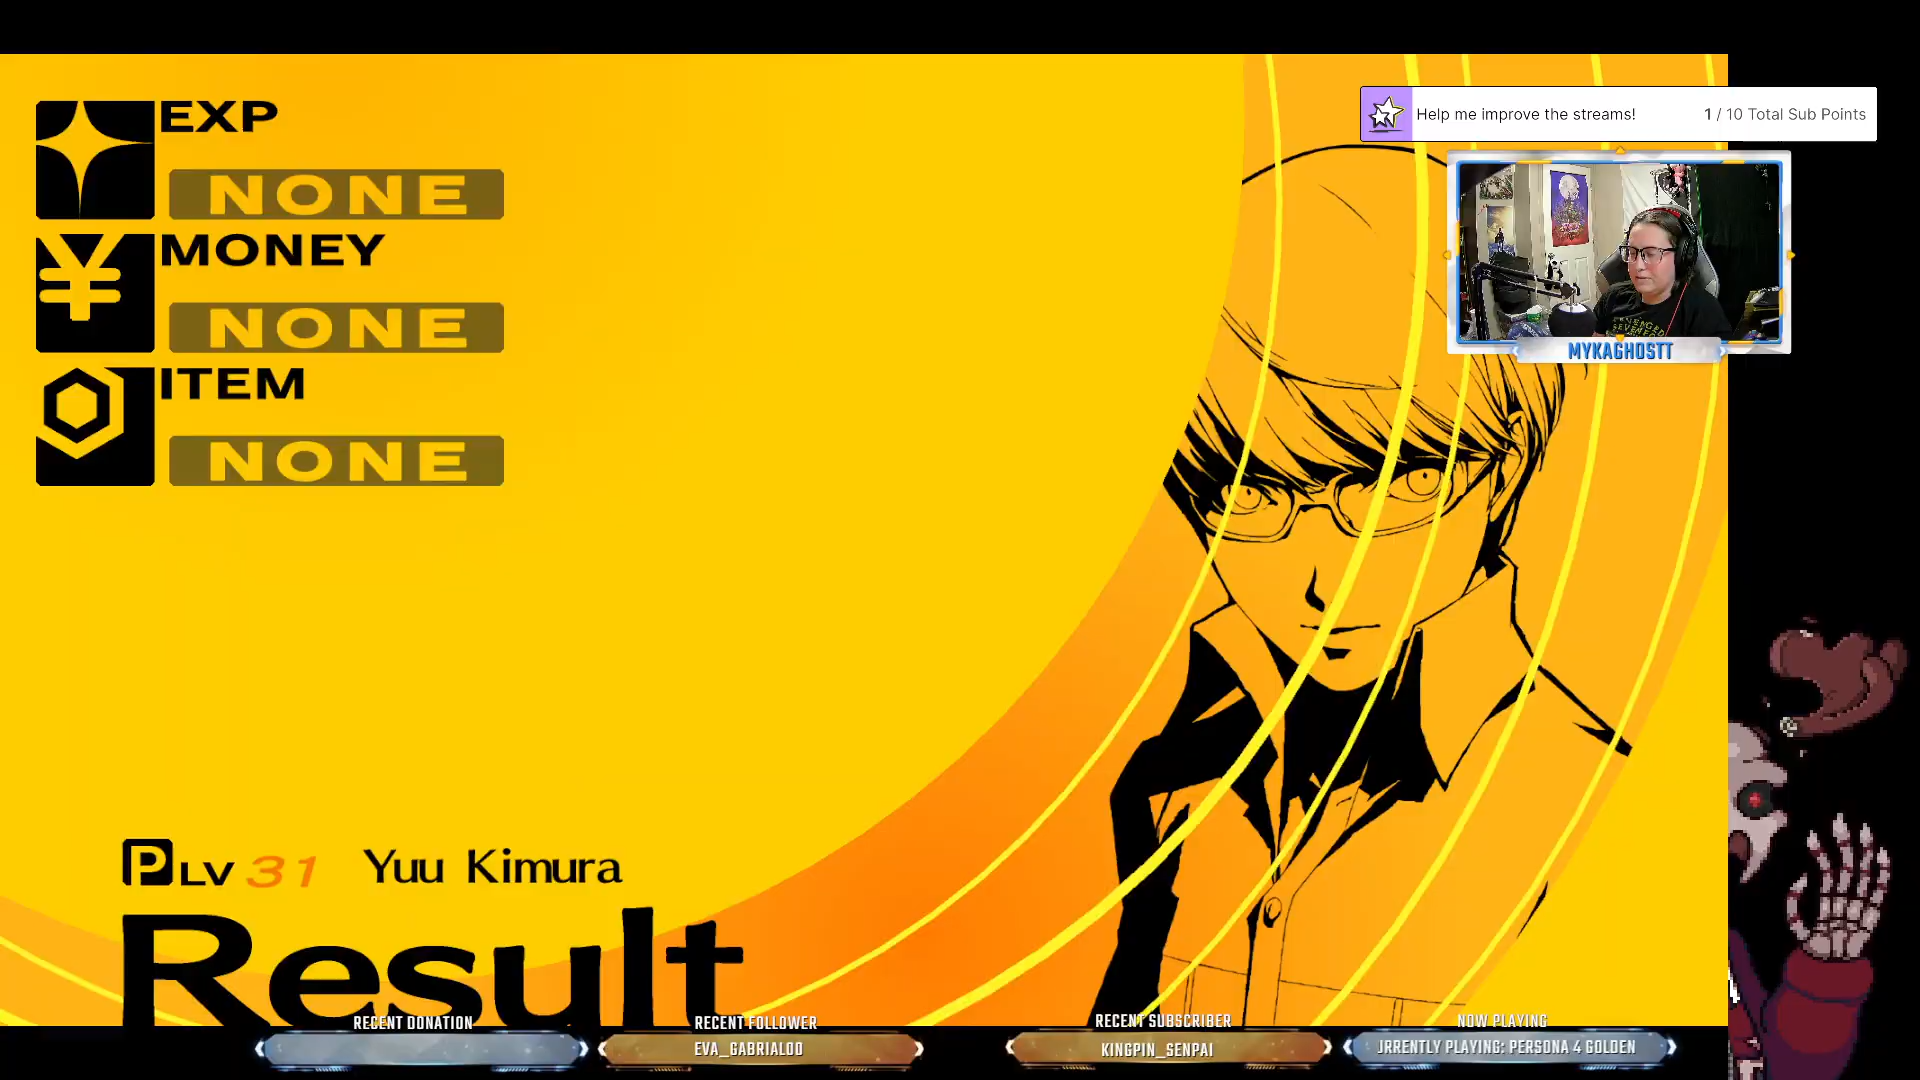 EXP
NONE
MONEY
NONE
ITEM
NONE
Help me improve the streams! 1 / 10 Total Sub Points
MYKAGHOSTT
P LV 31 Yuu Kimura
Result
RECENT DONATION
RECENT FOLLOWER
EVA_GABRIALOD
RECENT SUBSCRIBER
KINGPIN_SENPAI
NOW PLAYING
JRRENTLY PLAYING: PERSONA 4 GOLDEN